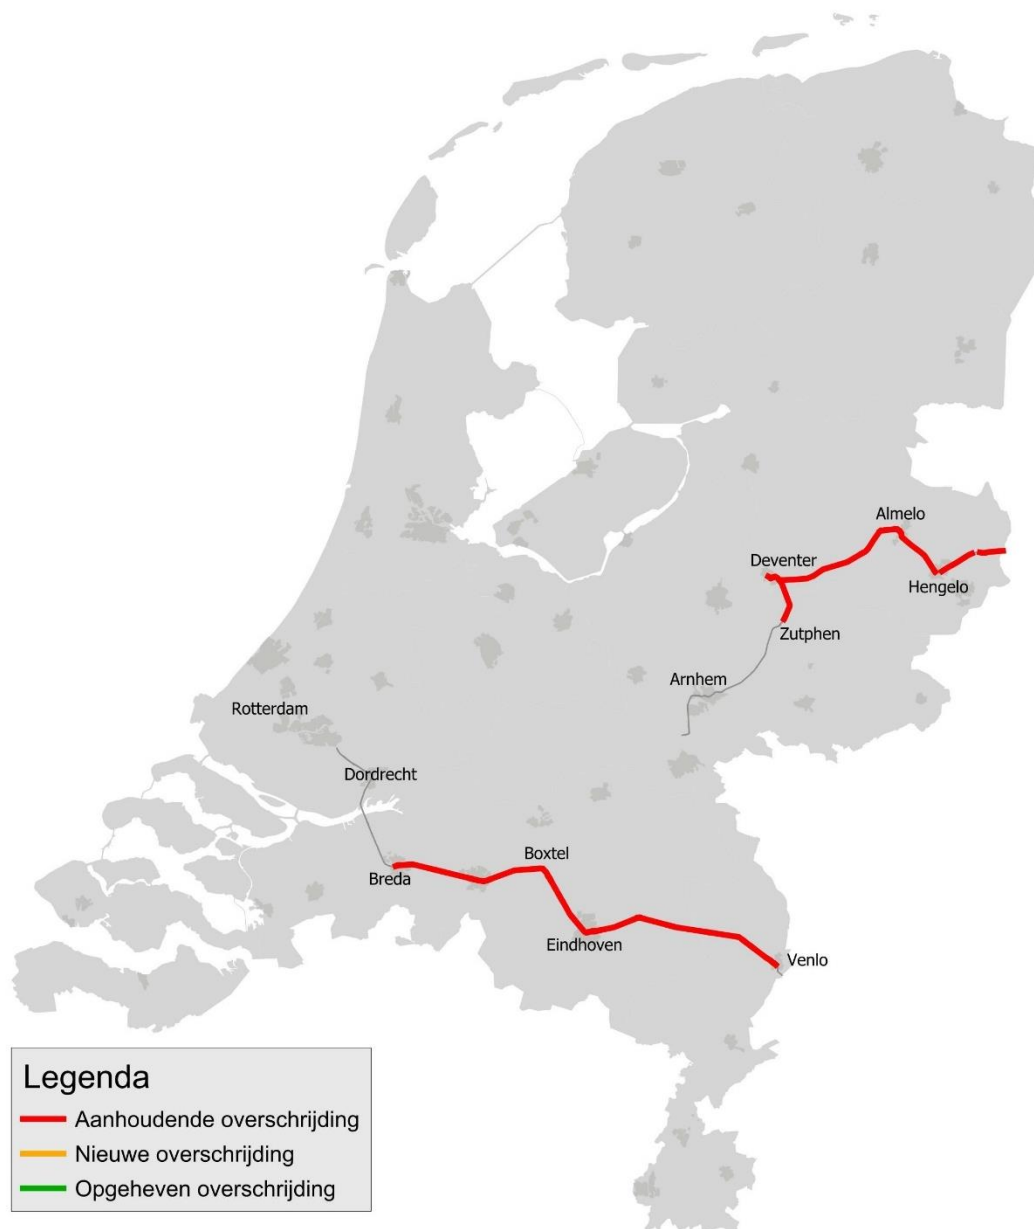 Almelo
Deventer
Hengelo
Zutphen
Arnhem
Rotterdam
Dordrecht
Boxtel
Breda
Eindhoven
Venlo
Legenda
Aanhoudende overschrijding
Nieuwe overschrijding
Opgeheven overschrijding